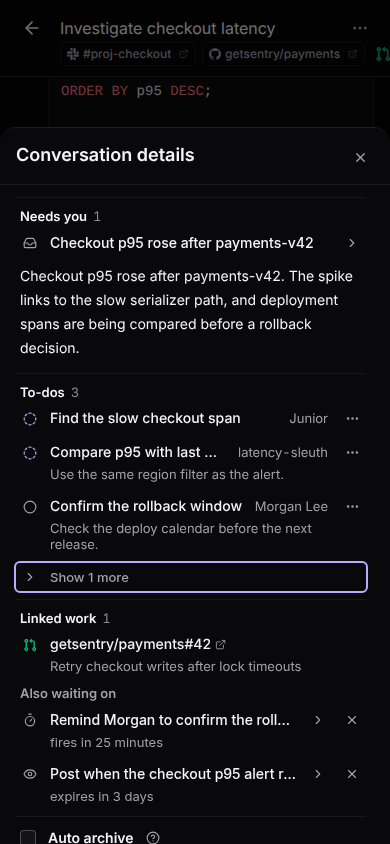 Investigate checkout latency
#proj-checkout
getsentry/payments
ORDER BY p95 DESC;
Conversation details
Needs you 1
Checkout p95 rose after payments-v42
Checkout p95 rose after payments-v42. The spike
links to the slow serializer path, and deployment
spans are being compared before a rollback
decision.
To-dos 3
Find the slow checkout span Junior
Compare p95 with last ... latency-sleuth
Use the same region filter as the alert.
Confirm the rollback window Morgan Lee
Check the deploy calendar before the next
release.
Show 1 more
Linked work 1
getsentry/payments#42
Retry checkout writes after lock timeouts
Also waiting on
Remind Morgan to confirm the roll...
fires in 25 minutes
Post when the checkout p95 alert r...
expires in 3 days
Auto archive